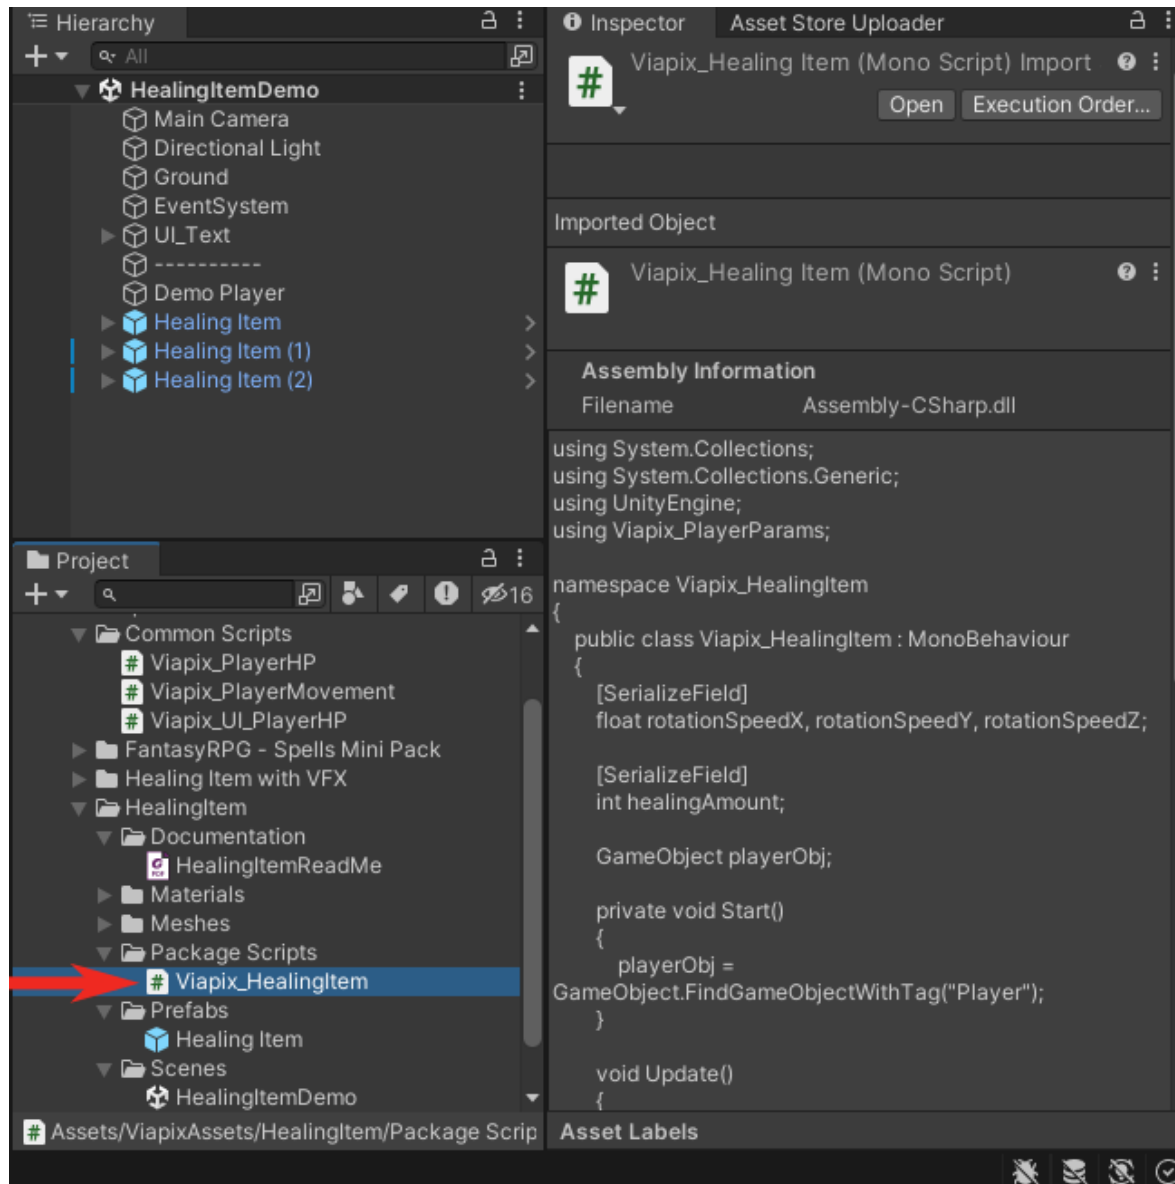 Hierarchy
All
HealingItemDemo
Main Camera
Directional Light
Ground
EventSystem
UI_Text
----------
Demo Player
Healing Item
Healing Item (1)
Healing Item (2)
Project
16
Common Scripts
Viapix_PlayerHP
Viapix_PlayerMovement
Viapix_UI_PlayerHP
FantasyRPG - Spells Mini Pack
Healing Item with VFX
HealingItem
Documentation
HealingItemReadMe
Materials
Meshes
Package Scripts
Viapix_HealingItem
Prefabs
Healing Item
Scenes
HealingItemDemo
Assets/ViapixAssets/HealingItem/Package Scrip
Inspector
Asset Store Uploader
Viapix_Healing Item (Mono Script) Import
Open
Execution Order...
Imported Object
Viapix_Healing Item (Mono Script)
Assembly Information
Filename Assembly-CSharp.dll
using System.Collections;
using System.Collections.Generic;
using UnityEngine;
using Viapix_PlayerParams;
namespace Viapix_HealingItem
{
public class Viapix_HealingItem : MonoBehaviour
{
[SerializeField]
float rotationSpeedX, rotationSpeedY, rotationSpeedZ;
[SerializeField]
int healingAmount;
GameObject playerObj;
private void Start()
{
playerObj =
GameObject.FindGameObjectWithTag("Player");
}
void Update()
{
Asset Labels